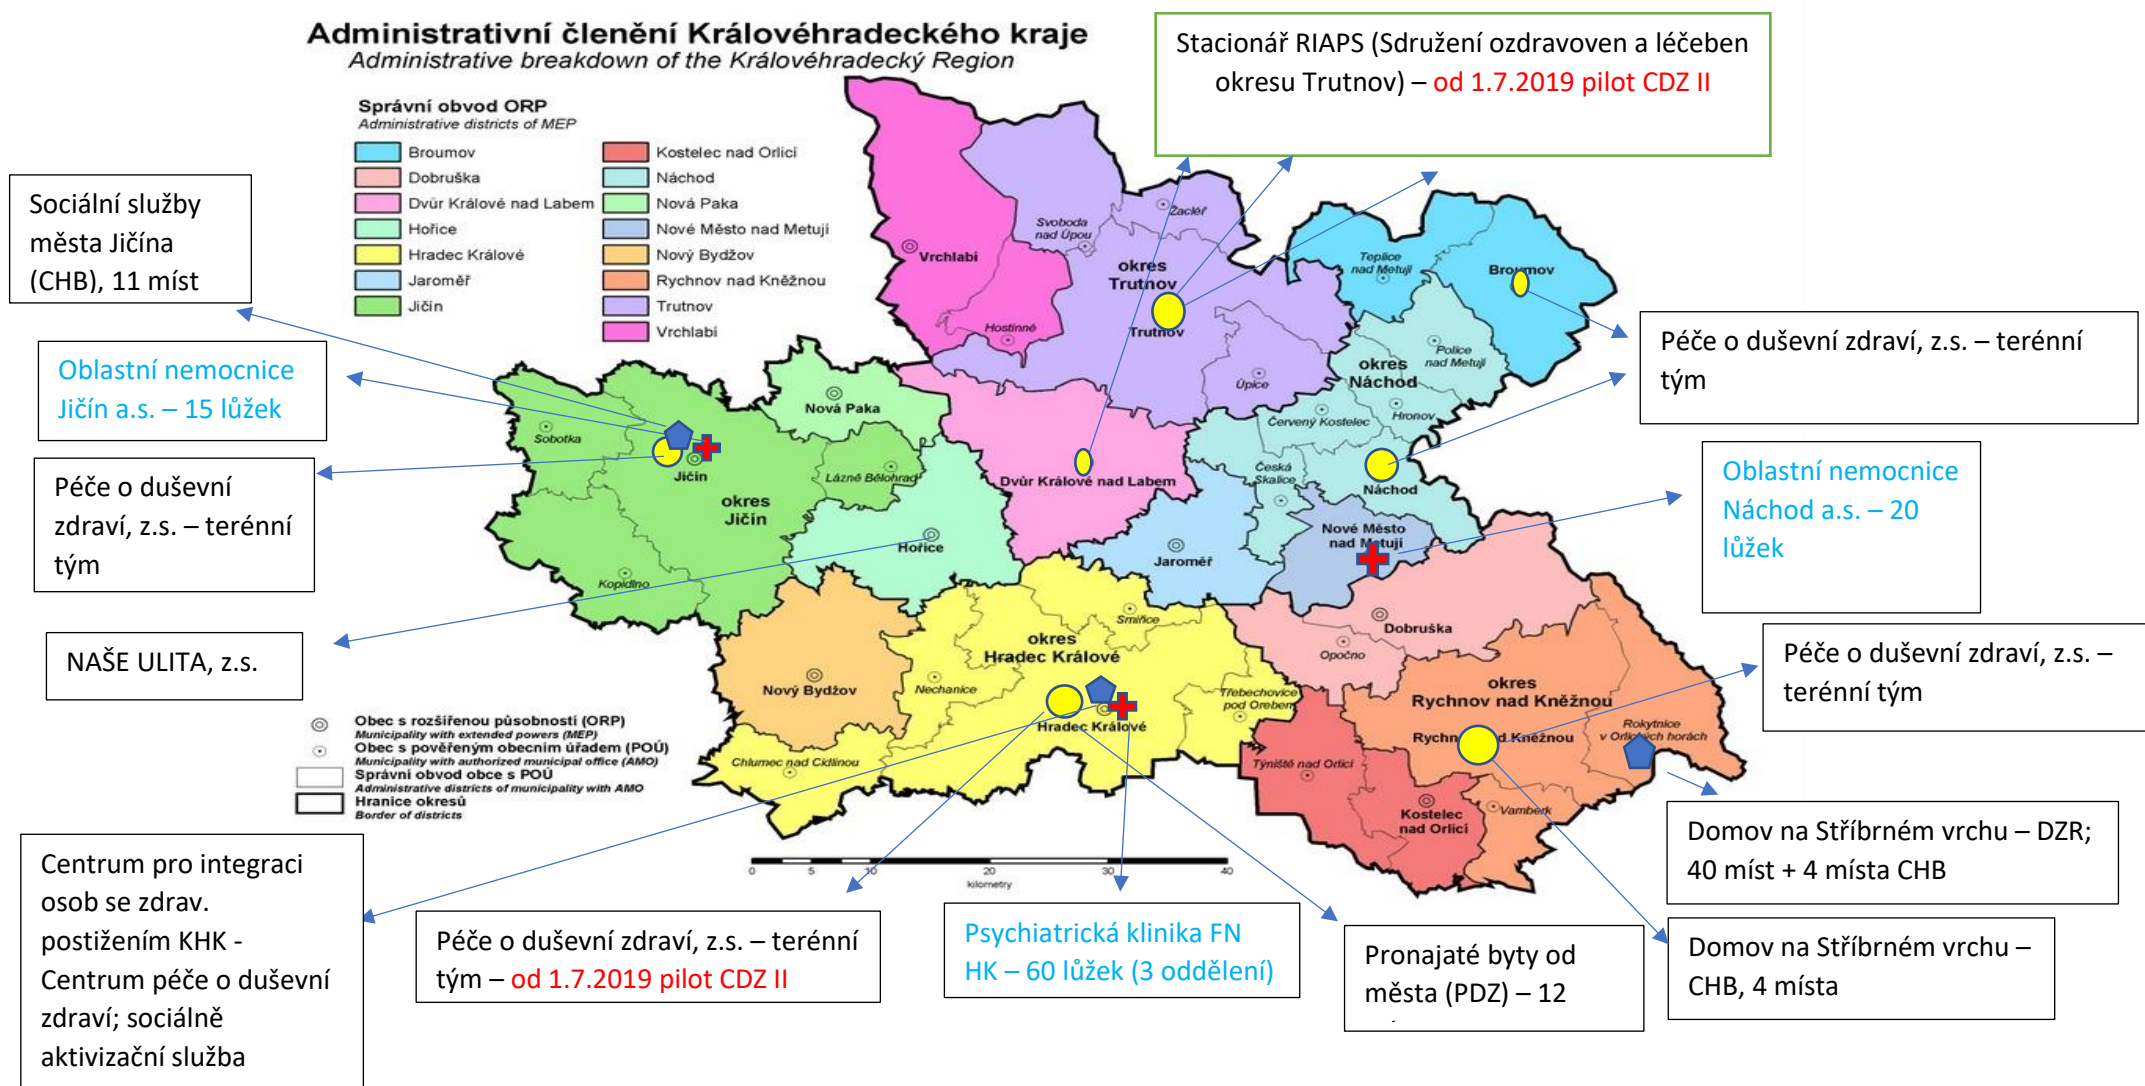 Administrativní členění Královéhradeckého kraje
Administrative breakdown of the Královéhradecký Region
Stacionář RIAPS (Sdružení ozdravoven a léčeben
okresu Trutnov) – od 1.7.2019 pilot CDZ II
Správní obvod ORP
Administrative districts of MEP
Broumov
Dobruška
Dvůr Králové nad Labem
Hořice
Hradec Králové
Jaroměř
Jičín
Kostelec nad Orlicí
Náchod
Nová Paka
Nové Město nad Metují
Nový Bydžov
Rychnov nad Kněžnou
Trutnov
Vrchlabí
Sociální služby
města Jičína
(CHB), 11 míst
Oblastní nemocnice
Jičín a.s. – 15 lůžek
Péče o duševní
zdraví, z.s. – terénní
tým
NAŠE ULITA, z.s.
Vrchlabí
Svoboda
nad Úpou
Žacléř
okres
Trutnov
Trutnov
Hostinné
Úpice
Teplice
nad Metují
Broumov
Police
nad Metují
okres
Náchod
Hronov
Červený Kostelec
Česká
Skalice
Náchod
Nové Město
nad Metují
Nová Paka
Sobotka
Jičín
Lázně Bělohrad
okres
Jičín
Kopidlno
Hořice
Dvůr Králové nad Labem
Jaroměř
Smiřice
okres
Hradec Králové
Nový Bydžov
Nechanice
Hradec Králové
Třebechovice
pod Orebem
Chlumec nad Cidlinou
Dobruška
Opočno
okres
Rychnov nad Kněžnou
Rychnov nad Kněžnou
Rokytnice
v Orlických horách
Týniště nad Orlicí
Kostelec
nad Orlicí
Vamberk
Péče o duševní zdraví, z.s. – terénní
tým
Oblastní nemocnice
Náchod a.s. – 20
lůžek
Péče o duševní zdraví, z.s. –
terénní tým
Obec s rozšířenou působností (ORP)
Municipality with extended powers (MEP)
Obec s pověřeným obecním úřadem (POÚ)
Municipality with authorized municipal office (AMO)
Správní obvod obce s POÚ
Administrative districts of municipality with AMO
Hranice okresů
Border of districts
0 5 10 20 30 40
kilometry
Centrum pro integraci
osob se zdrav.
postižením KHK -
Centrum péče o duševní
zdraví; sociálně
aktivizační služba
Péče o duševní zdraví, z.s. – terénní
tým – od 1.7.2019 pilot CDZ II
Psychiatrická klinika FN
HK – 60 lůžek (3 oddělení)
Pronajaté byty od
města (PDZ) – 12
Domov na Stříbrném vrchu – DZR;
40 míst + 4 místa CHB
Domov na Stříbrném vrchu –
CHB, 4 místa